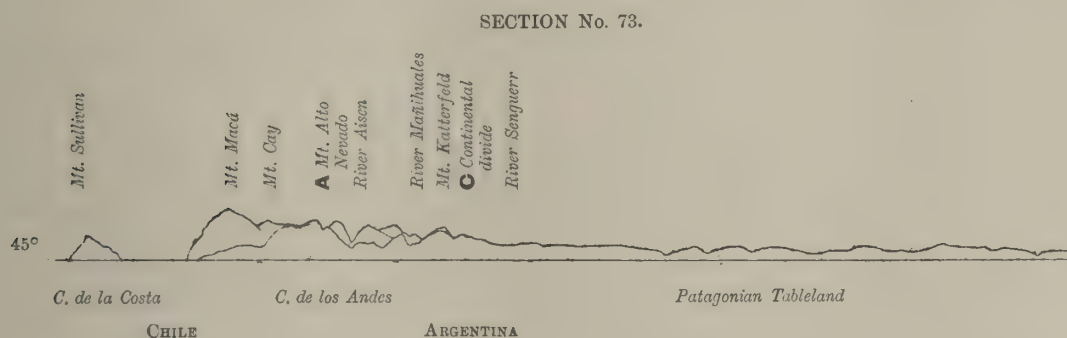 SECTION No. 73.
Mt. Sullivan
Mt. Macá
Mt. Cay
A Mt. Alto
Nevado
River Aisen
River Mañihuales
Mt. Katterfeld
C Continental
divide
River Senguerr
45°
C. de la Costa
C. de los Andes
Patagonian Tableland
CHILE
ARGENTINA